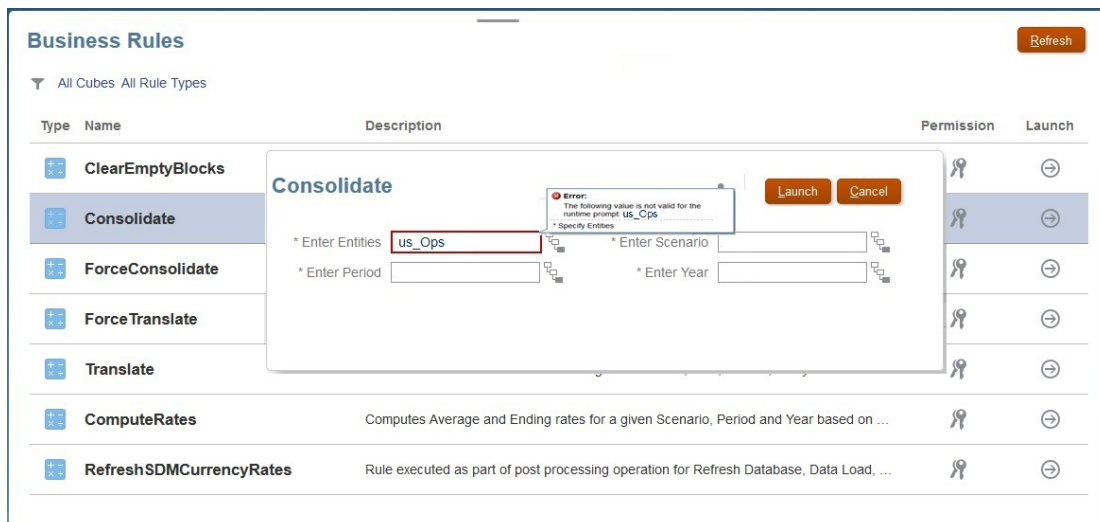 Business Rules
Refresh
All Cubes All Rule Types
Type Name Description Permission Launch
ClearEmptyBlocks
Consolidate
ForceConsolidate
ForceTranslate
Translate
ComputeRates Computes Average and Ending rates for a given Scenario, Period and Year based on ...
RefreshSDMCurrencyRates Rule executed as part of post processing operation for Refresh Database, Data Load, ...
Consolidate
Launch Cancel
Error:
The following value is not valid for the
runtime prompt: us_Ops
* Specify Entities
* Enter Entities us_Ops * Enter Scenario
* Enter Period * Enter Year